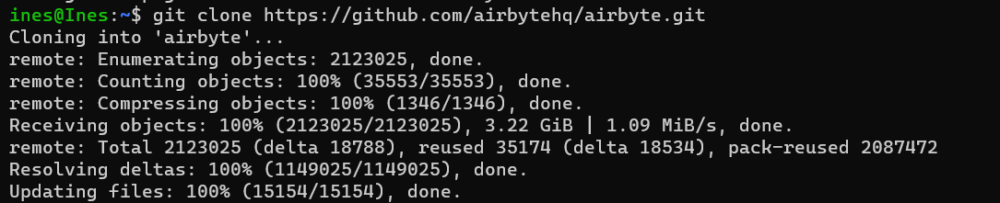 ines@Ines:~$ git clone https://github.com/airbytehq/airbyte.git
Cloning into 'airbyte'...
remote: Enumerating objects: 2123025, done.
remote: Counting objects: 100% (35553/35553), done.
remote: Compressing objects: 100% (1346/1346), done.
Receiving objects: 100% (2123025/2123025), 3.22 GiB | 1.09 MiB/s, done.
remote: Total 2123025 (delta 18788), reused 35174 (delta 18534), pack-reused 2087472
Resolving deltas: 100% (1149025/1149025), done.
Updating files: 100% (15154/15154), done.